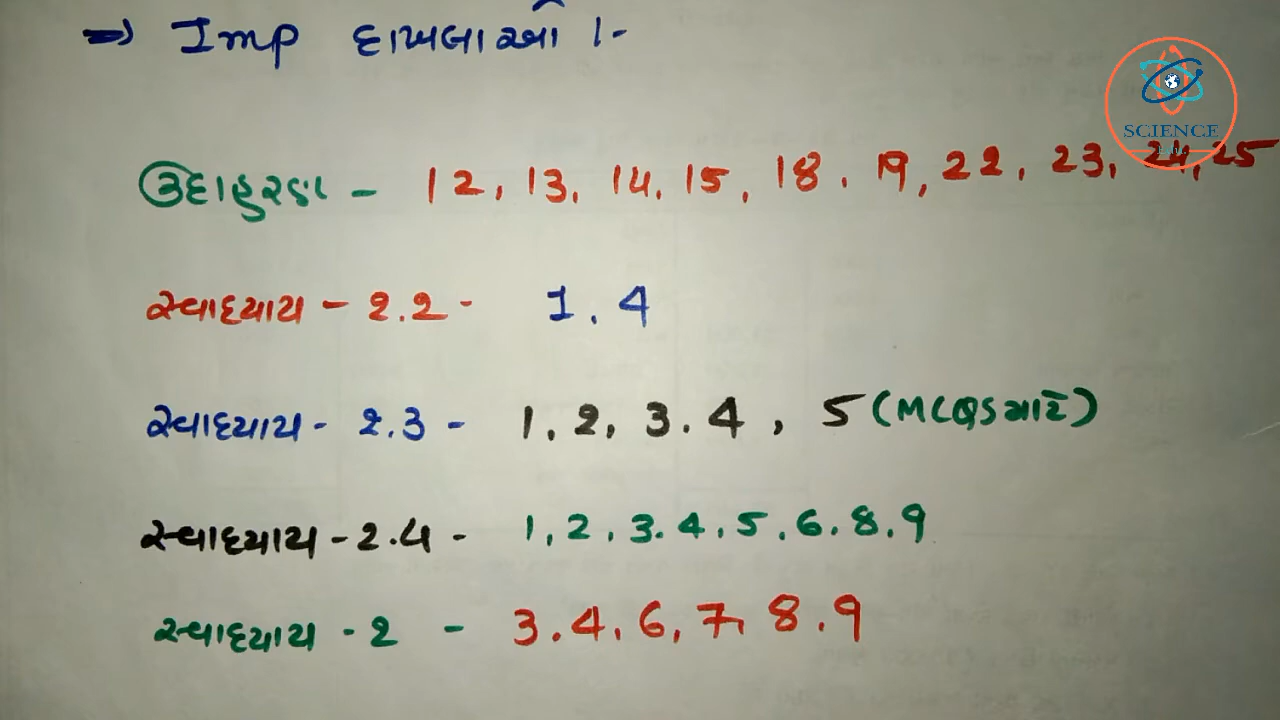 ⇒ Imp દાખલાઓ :-
SCIENCE
ઉદાહરણ - 12, 13, 14, 15, 18, 19, 22, 23, 24, 25
સ્વાધ્યાય - 2.2 - 1, 4
સ્વાધ્યાય - 2.3 - 1, 2, 3, 4, 5 (MCQS માટે)
સ્વાધ્યાય - 2.4 - 1, 2, 3, 4, 5, 6, 8, 9
સ્વાધ્યાય - 2 - 3, 4, 6, 7, 8, 9